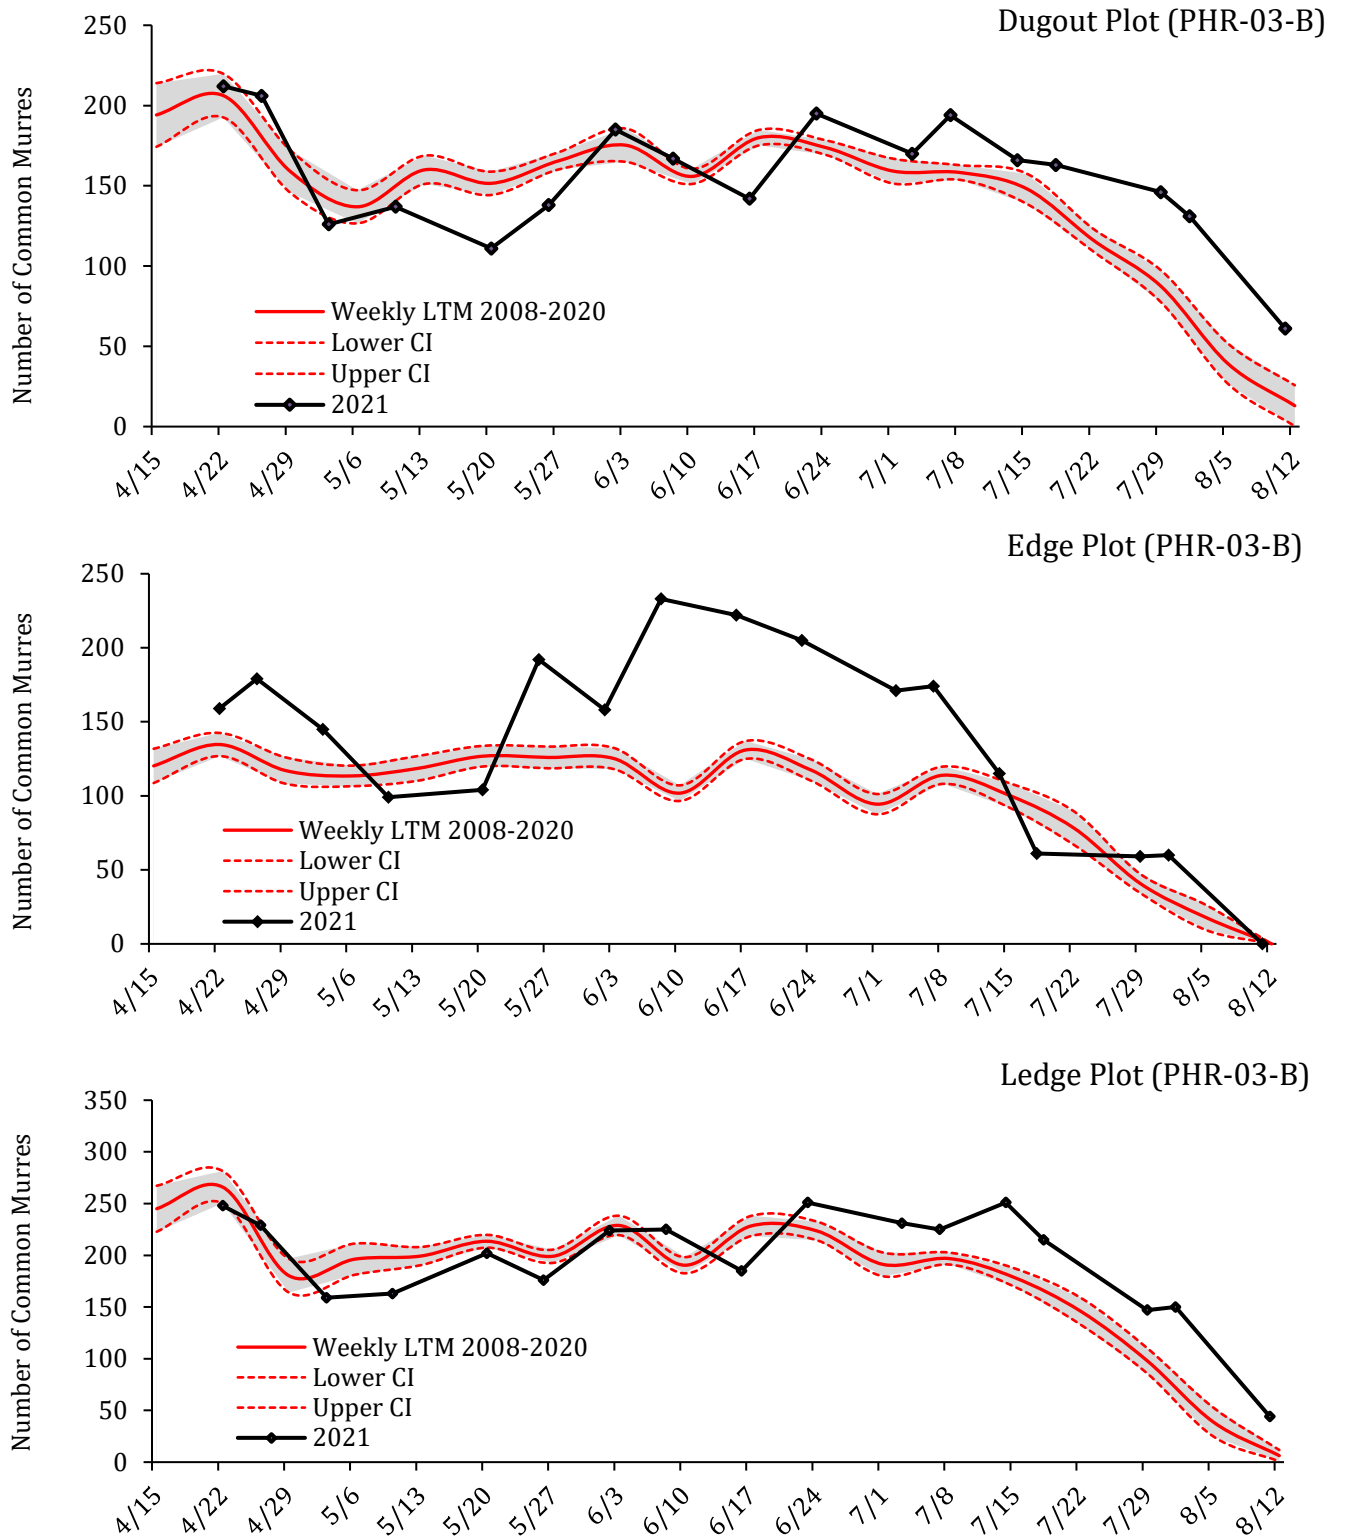 Dugout Plot (PHR-03-B)
Number of Common Murres
250
200
150
100
50
0
Weekly LTM 2008-2020
Lower CI
Upper CI
2021
4/15 4/22 4/29 5/6 5/13 5/20 5/27 6/3 6/10 6/17 6/24 7/1 7/8 7/15 7/22 7/29 8/5 8/12
Edge Plot (PHR-03-B)
Number of Common Murres
250
200
150
100
50
0
Weekly LTM 2008-2020
Lower CI
Upper CI
2021
4/15 4/22 4/29 5/6 5/13 5/20 5/27 6/3 6/10 6/17 6/24 7/1 7/8 7/15 7/22 7/29 8/5 8/12
Ledge Plot (PHR-03-B)
Number of Common Murres
350
300
250
200
150
100
50
0
Weekly LTM 2008-2020
Lower CI
Upper CI
2021
4/15 4/22 4/29 5/6 5/13 5/20 5/27 6/3 6/10 6/17 6/24 7/1 7/8 7/15 7/22 7/29 8/5 8/12